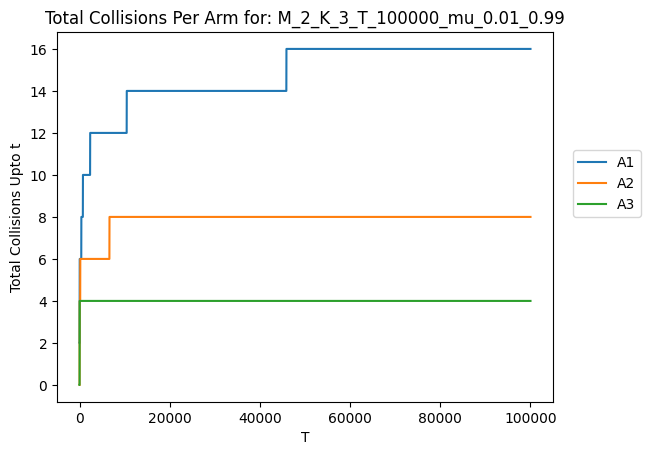 Total Collisions Per Arm for: M_2_K_3_T_100000_mu_0.01_0.99
Total Collisions Upto t
16
14
12
10
8
6
4
2
0
0 20000 40000 60000 80000 100000
T
A1
A2
A3